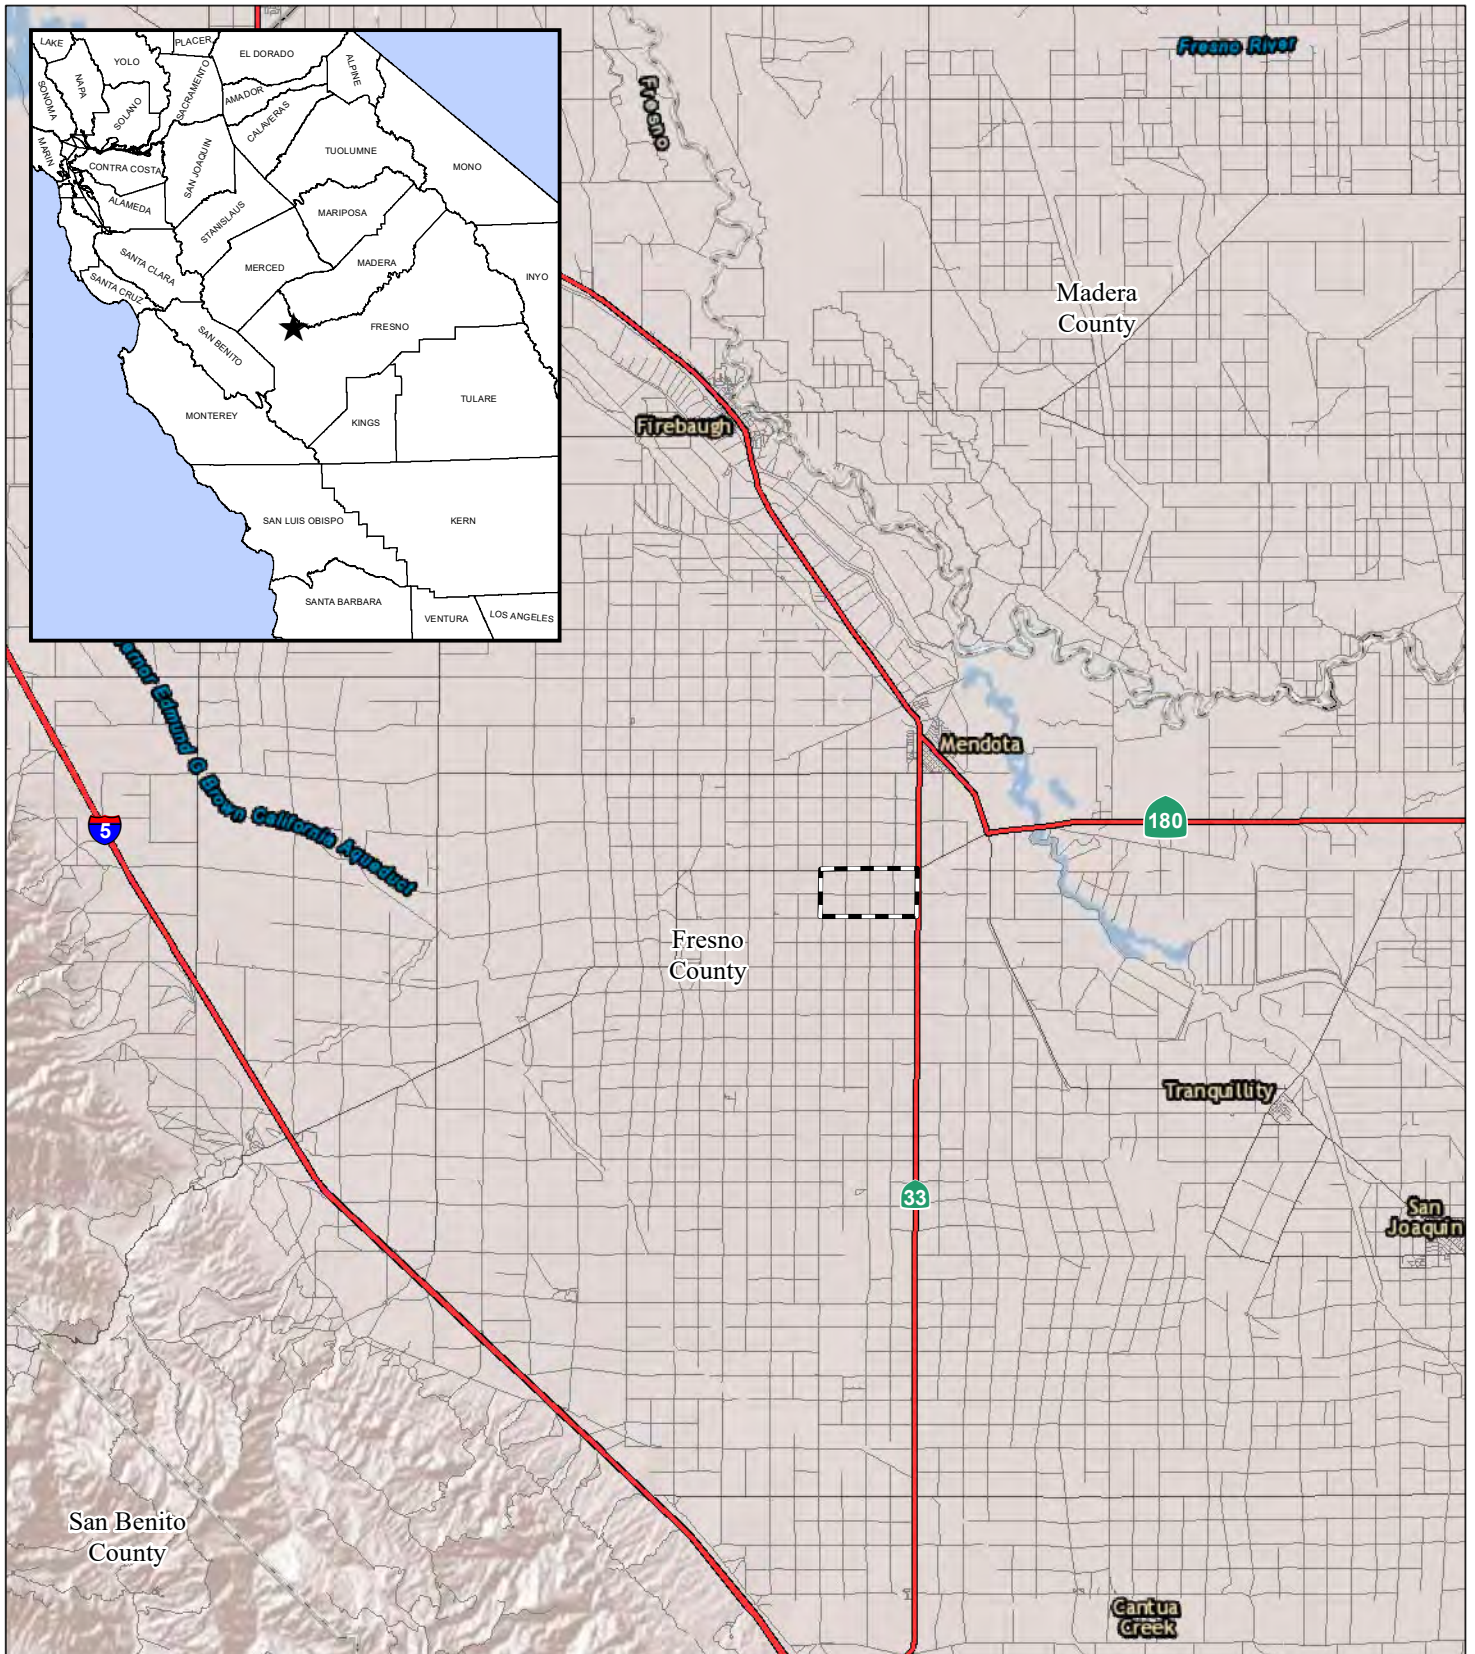 LAKE
PLACER
YOLO
EL DORADO
NAPA
SACRAMENTO
ALPINE
SONOMA
SOLANO
AMADOR
CALAVERAS
MARIN
CONTRA COSTA
SAN JOAQUIN
TUOLUMNE
MONO
ALAMEDA
STANISLAUS
MARIPOSA
SANTA CLARA
MERCED
MADERA
INYO
SANTA CRUZ
SAN BENITO
FRESNO
MONTEREY
KINGS
TULARE
SAN LUIS OBISPO
KERN
SANTA BARBARA
VENTURA
LOS ANGELES
Fresno River
Fresno
Madera
County
Firebaugh
Edmund G Brown California Aqueduct
Mendota
5
180
Fresno
County
Tranquillity
33
San
Joaquin
San Benito
County
Cantua
Creek